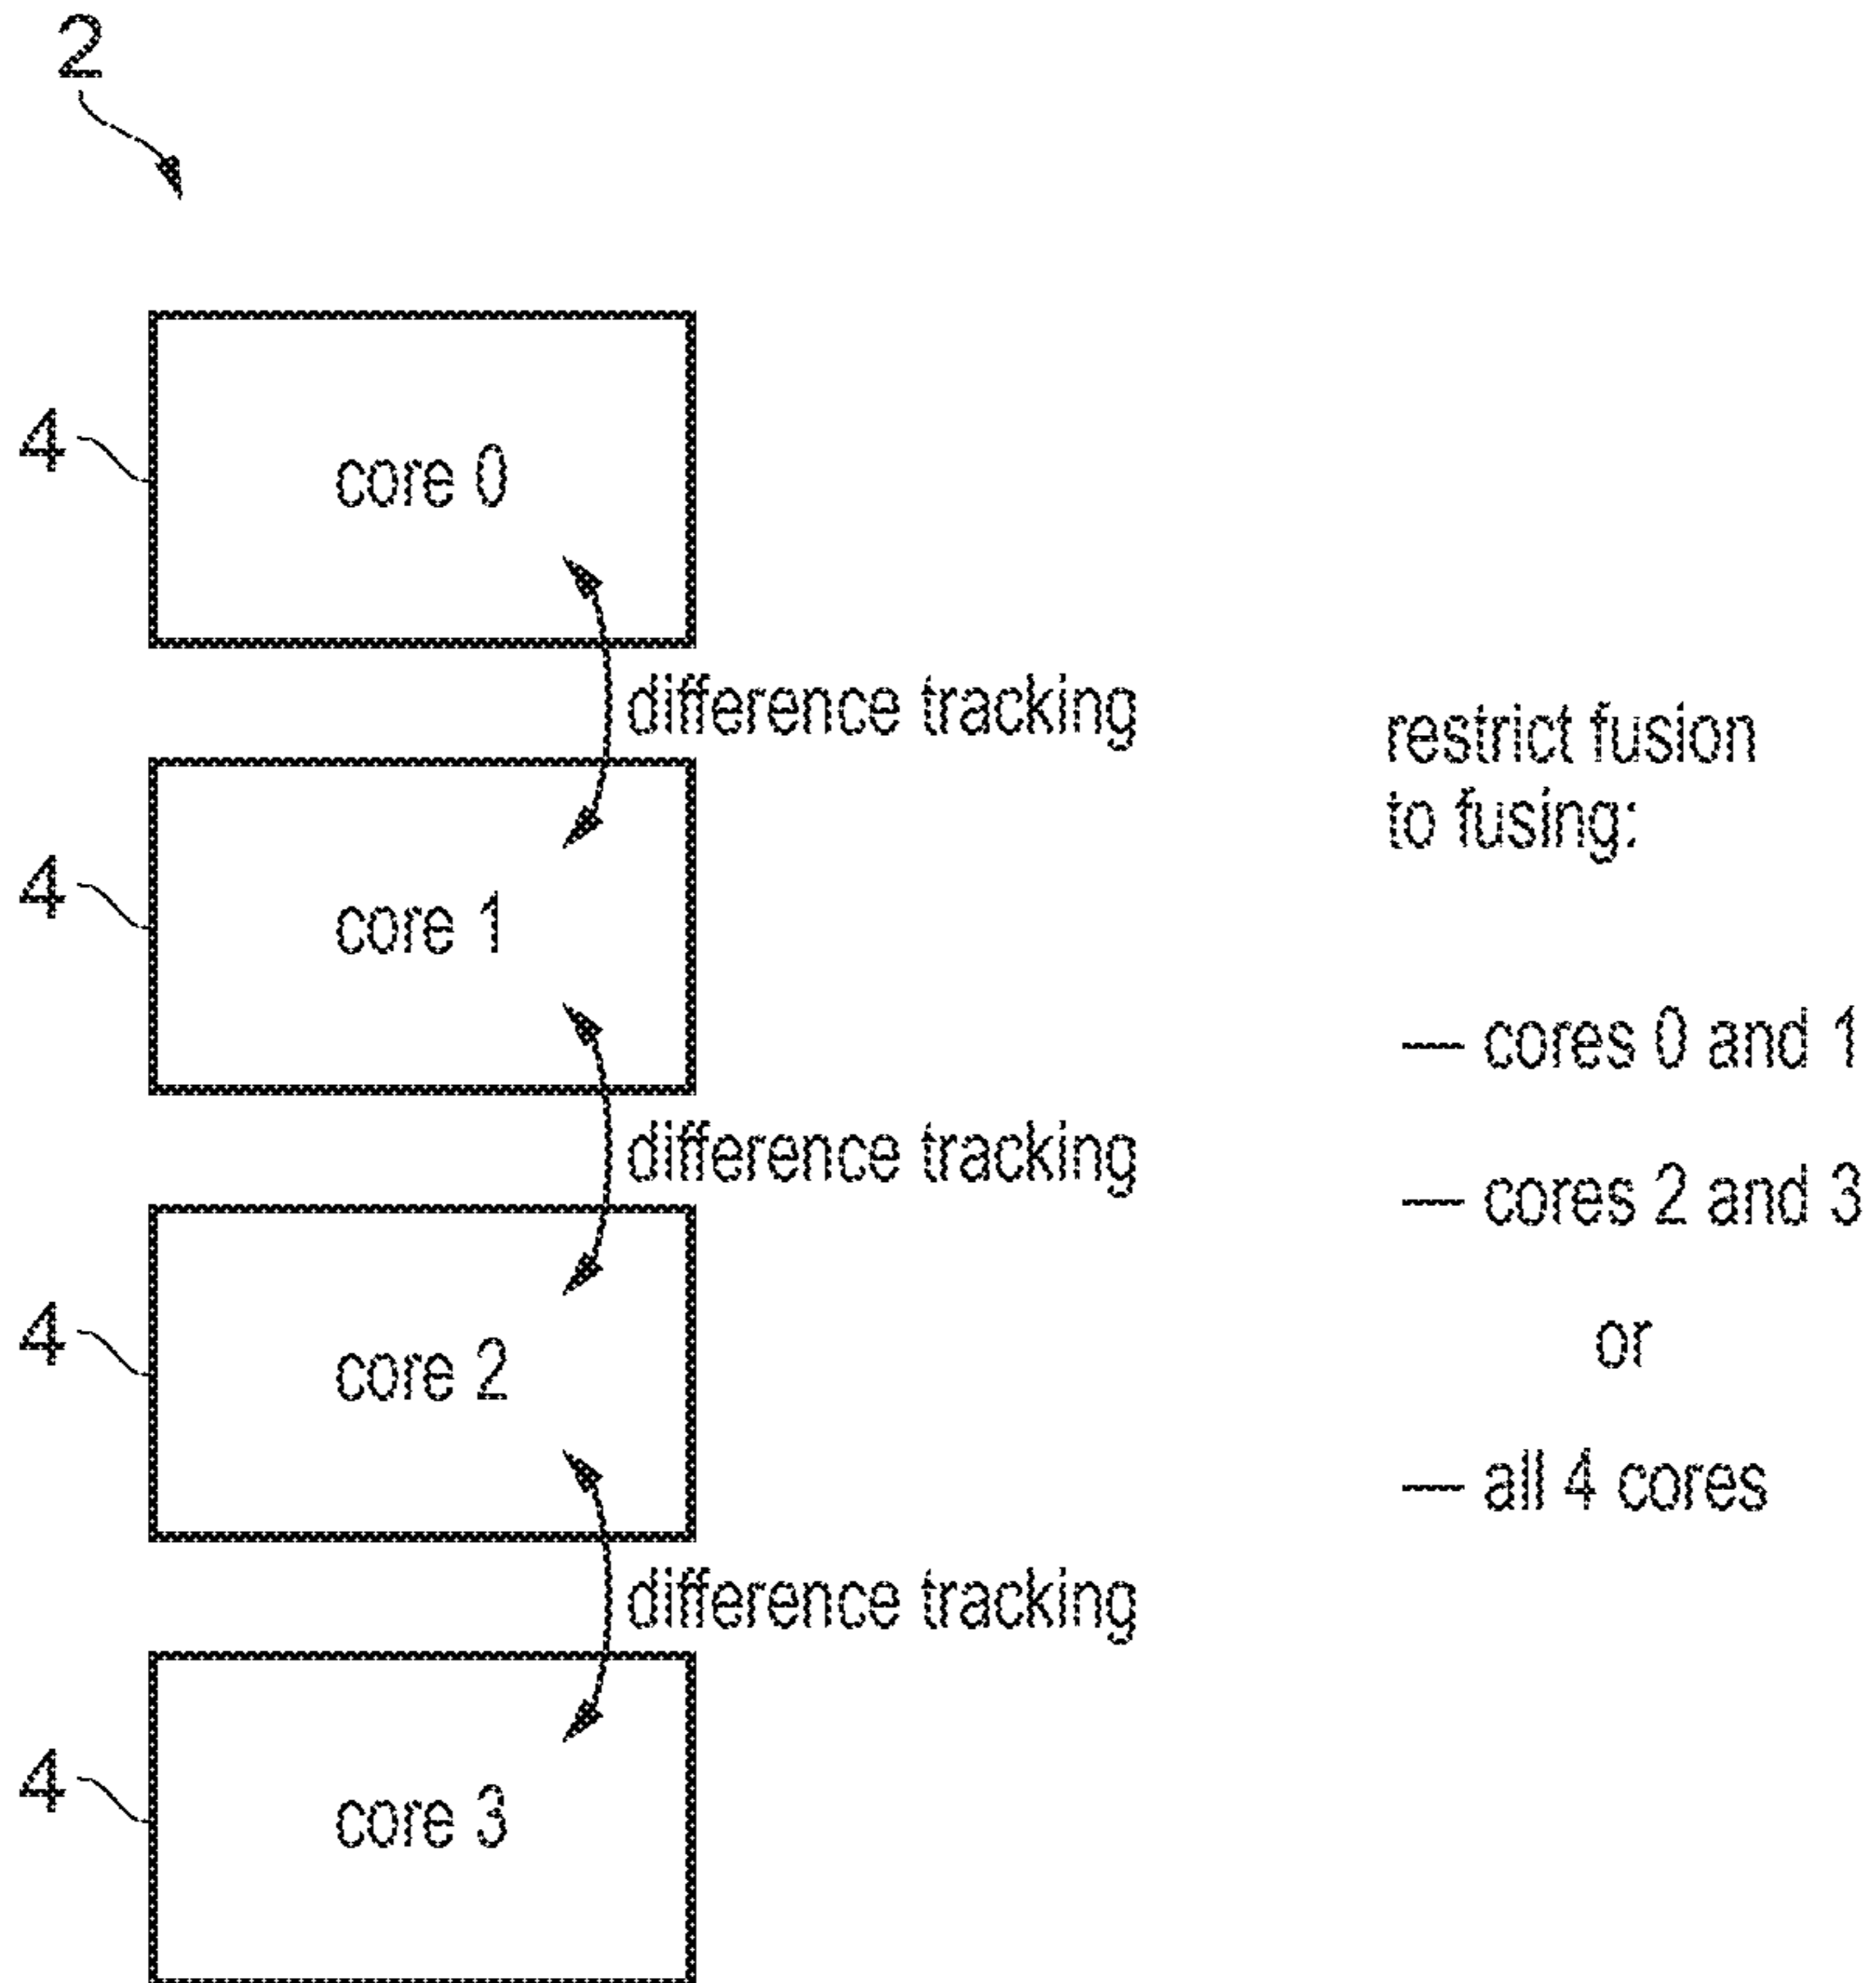 2
4
core 0
difference tracking
4
core 1
difference tracking
4
core 2
difference tracking
4
core 3
restrict fusion
to fusing:
— cores 0 and 1
— cores 2 and 3
or
— all 4 cores